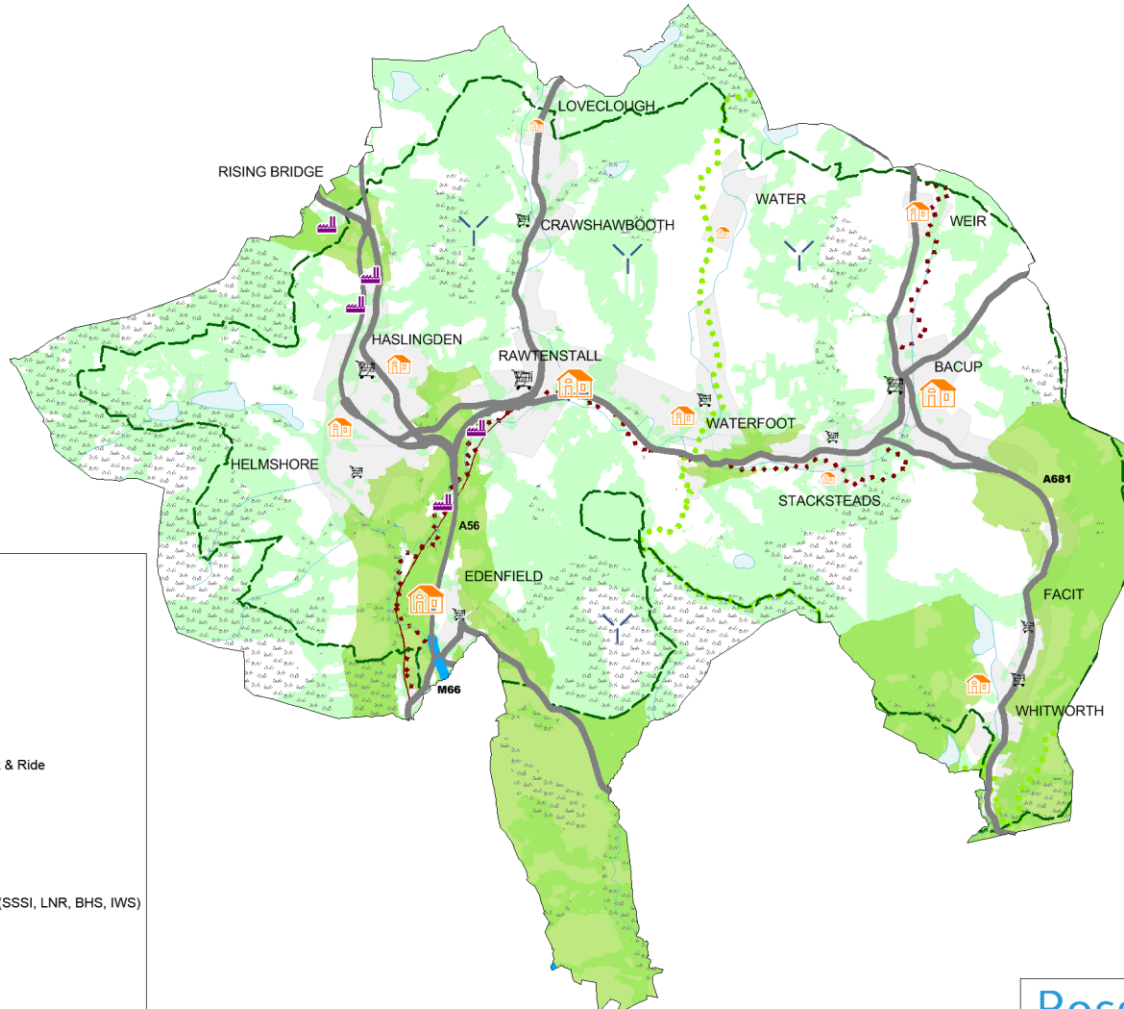 LOVECLOUGH
RISING BRIDGE
WATER
CRAWSHAWBOOTH
WEIR
HASLINGDEN
RAWTENSTALL
BACUP
WATERFOOT
HELMSHORE
STACKSTEADS
A681
A56
EDENFIELD
FACIT
M66
WHITWORTH
& Ride
(SSSI, LNR, BHS, IWS)